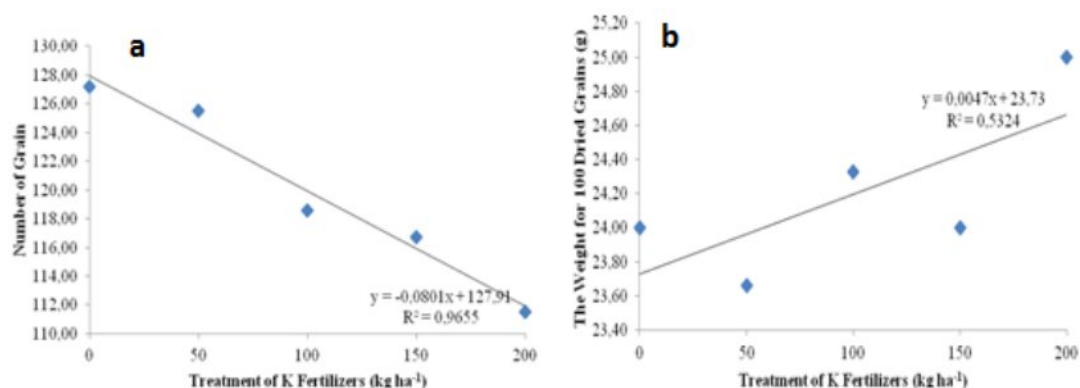 a
130,00
128,00
126,00
124,00
122,00
120,00
118,00
116,00
114,00
112,00
110,00
Number of Grain
y = -0,0801x + 127,91
R² = 0,9655
0 50 100 150 200
Treatment of K Fertilizers (kg ha-1)
b
25,20
25,00
24,80
24,60
24,40
24,20
24,00
23,80
23,60
23,40
The Weight for 100 Dried Grains (g)
y = 0,0047x + 23,73
R² = 0,5324
0 50 100 150 200
Treatment of K Fertilizers (kg ha-1)